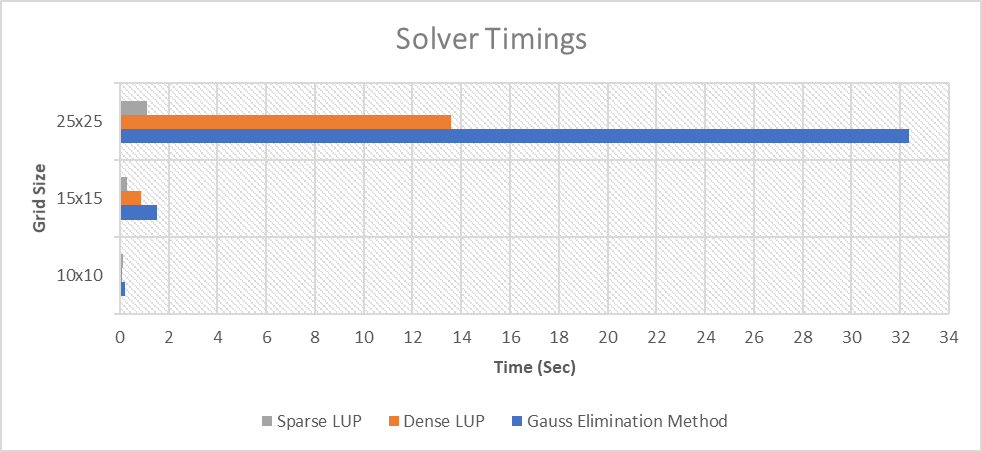 Solver Timings
Grid Size
25x25
15x15
10x10
0 2 4 6 8 10 12 14 16 18 20 22 24 26 28 30 32 34
Time (Sec)
Sparse LUP Dense LUP Gauss Elimination Method